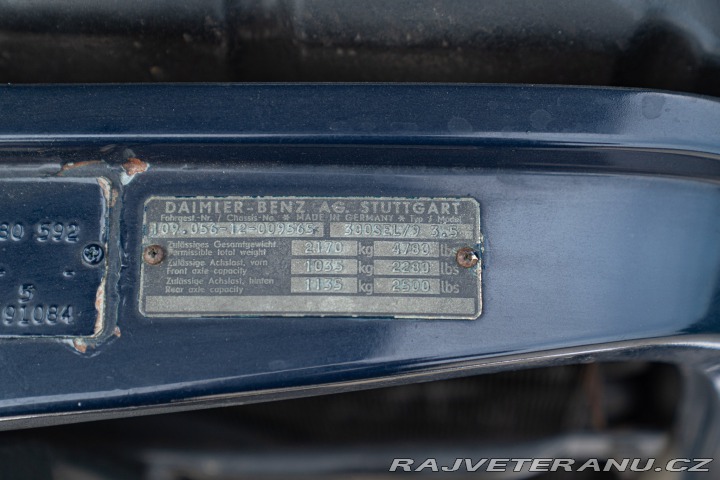 80 592
- -
5
91084
DAIMLER-BENZ AG. STUTTGART
Fahrgest.-Nr. / Chassis-No. * MADE IN GERMANY * Typ / Model
109.056-12-009565 300SEL/9 3.5
Zulässiges Gesamtgewicht
Permissible total weight 2170 kg 4780 lbs
Zulässige Achslast, vorn
Front axle capacity 1035 kg 2280 lbs
Zulässige Achslast, hinten
Rear axle capacity 1135 kg 2500 lbs
RAJVETERANU.CZ